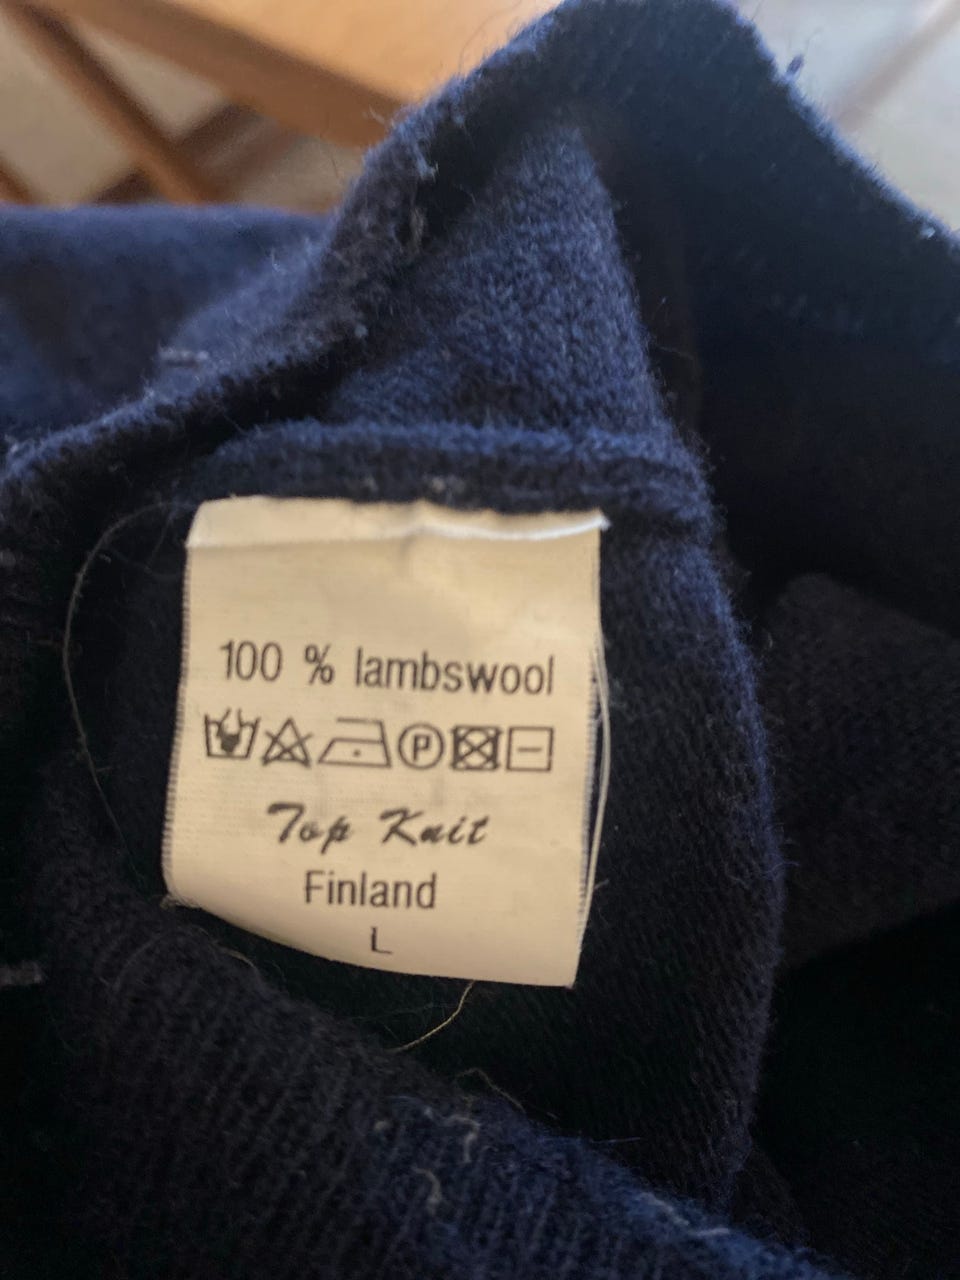 100 % lambswool
P
Top Knit
Finland
L